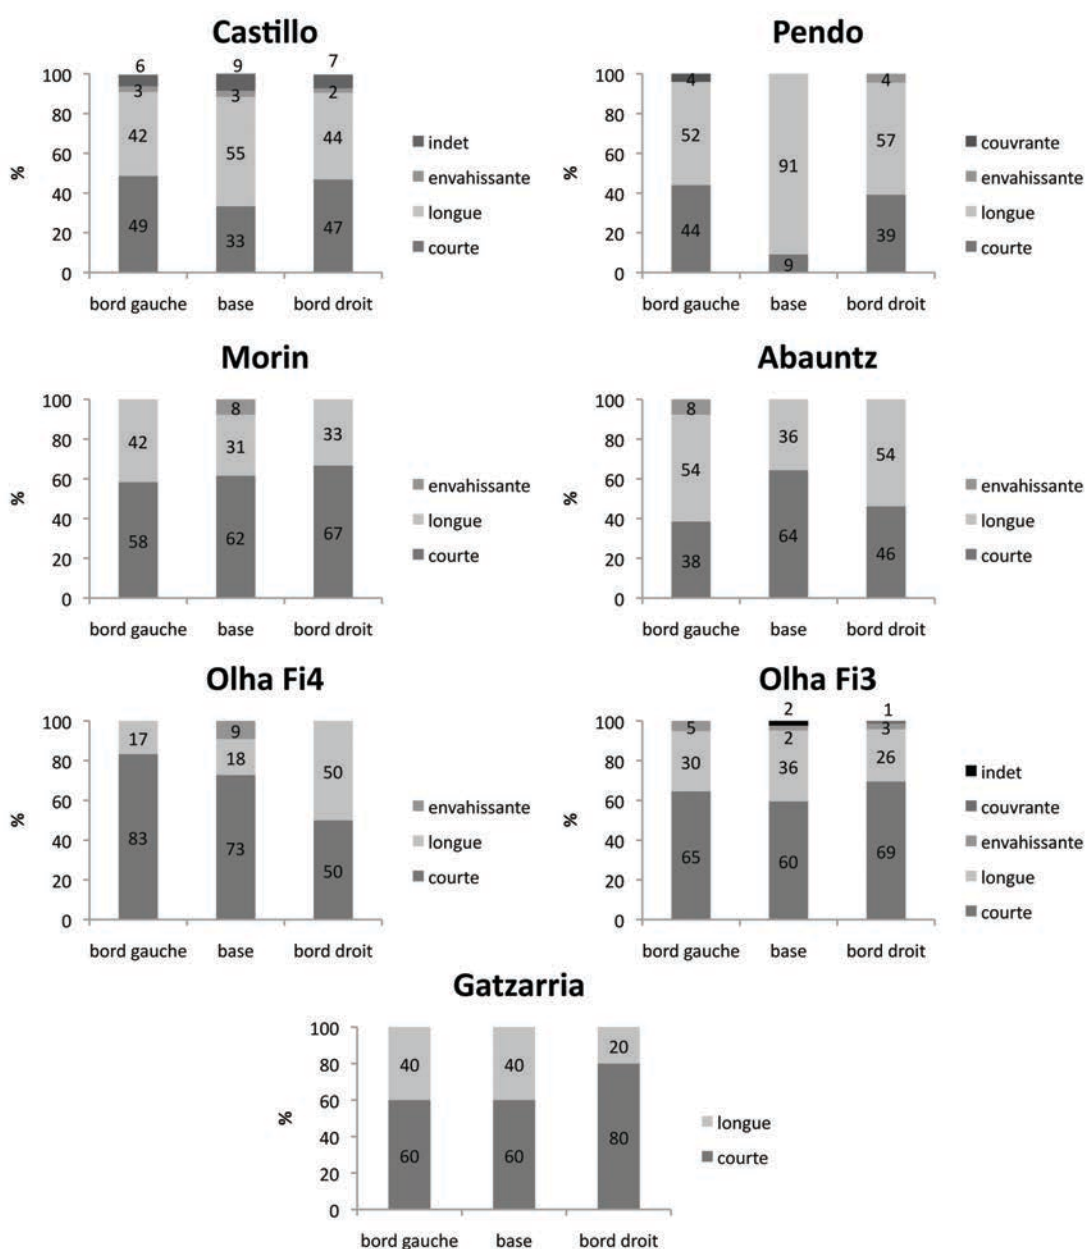 Castillo
6 9 7
100
80
60
40
20
0
%
3 3 2
42 55 44
49 33 47
bord gauche base bord droit
indet
envahissante
longue
courte
Pendo
100
80
60
40
20
0
%
4 4
52 91 57
44 9 39
bord gauche base bord droit
couvrante
envahissante
longue
courte
Morin
100
80
60
40
20
0
%
8
42 31 33
58 62 67
bord gauche base bord droit
envahissante
longue
courte
Abauntz
100
80
60
40
20
0
%
8
54 36 54
38 64 46
bord gauche base bord droit
envahissante
longue
courte
Olha Fi4
100
80
60
40
20
0
%
9
17 18 50
83 73 50
bord gauche base bord droit
envahissante
longue
courte
Olha Fi3
2 1
100
80
60
40
20
0
%
5 2 3
30 36 26
65 60 69
bord gauche base bord droit
indet
couvrante
envahissante
longue
courte
Gatzarria
100
80
60
40
20
0
%
40 40 20
60 60 80
bord gauche base bord droit
longue
courte